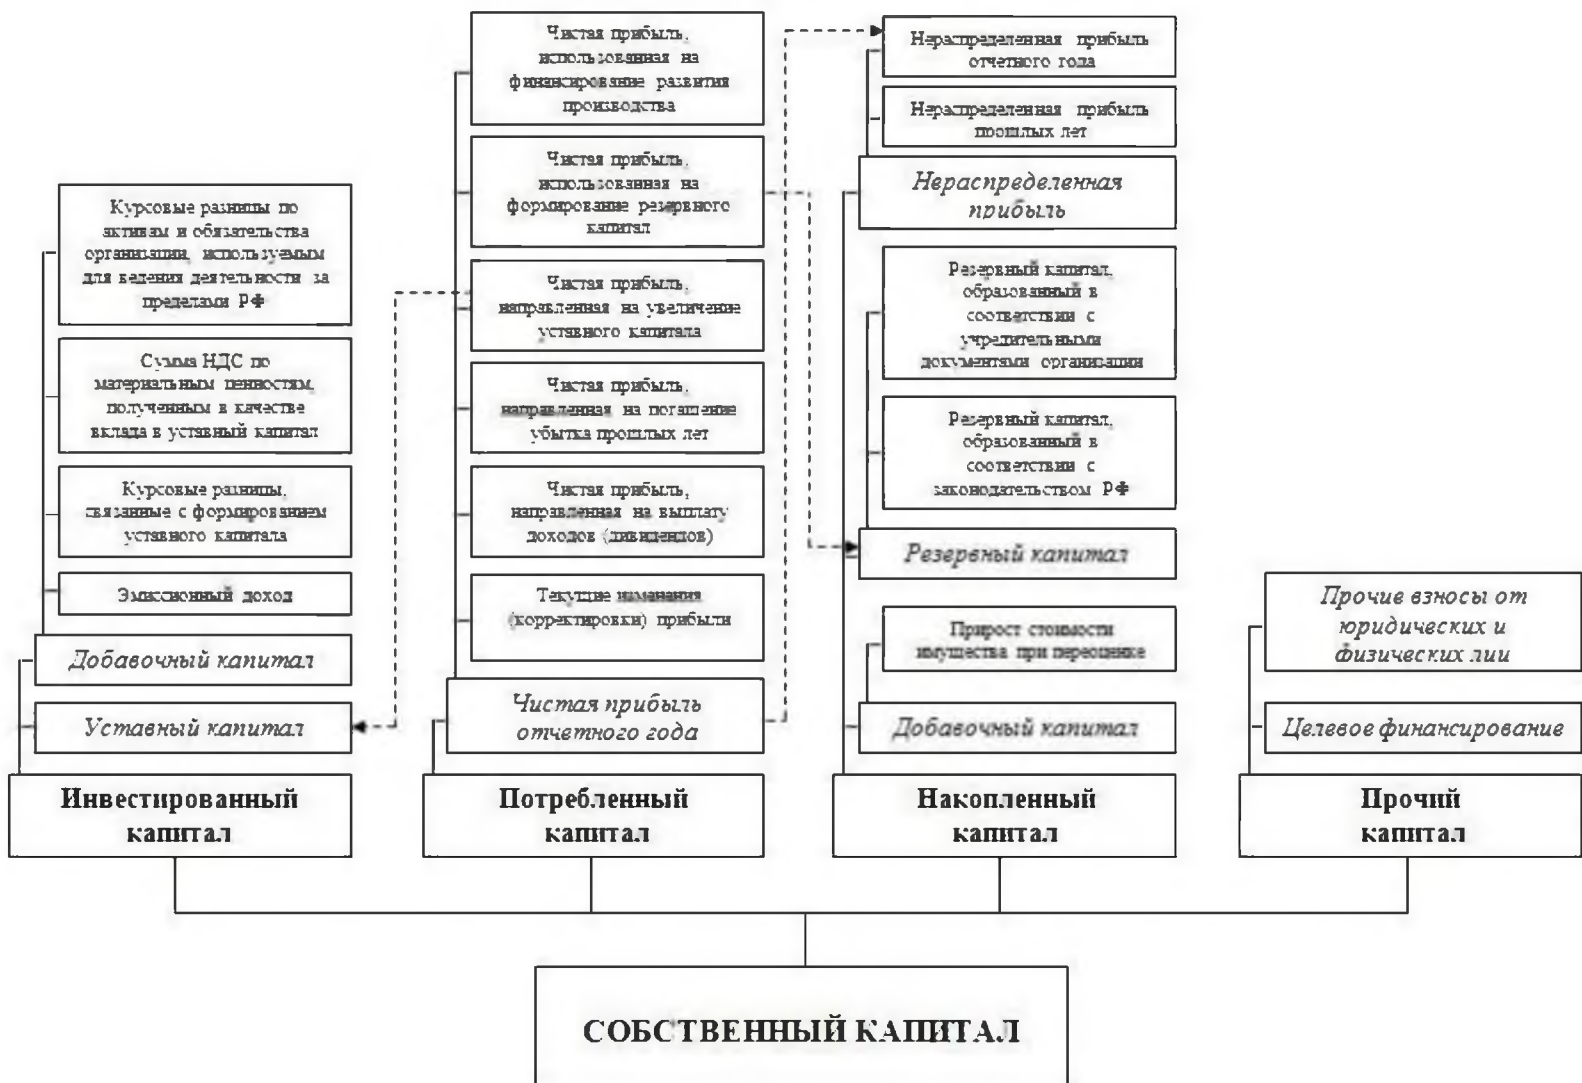 Чистая прибыль,
использованная на
финансирование развития
производства
Нераспределенная прибыль
отчетного года
Нераспределенная прибыль
прошлых лет
Чистая прибыль,
использованная на
формирование резервного
капитал
Нераспределенная
прибыль
Курсовые разницы по
активам и обязательства
организации, используемым
для ведения деятельности за
пределами РФ
Чистая прибыль,
направленная на увеличение
уставного капитала
Резервный капитал,
образованный в
соответствии с
учредительными
документами организации
Сумма НДС по
материальным ценностям,
полученным в качестве
вклада в уставный капитал
Чистая прибыль,
направленная на погашение
убытка прошлых лет
Резервный капитал,
образованный в
соответствии с
законодательством РФ
Курсовые разницы,
связанные с формированием
уставного капитала
Чистая прибыль,
направленная на выплату
доходов (дивидендов)
Резервный капитал
Эмиссионный доход
Текущие изменения
(корректировки) прибыли
Прирост стоимости
имущества при переоценке
Прочие взносы от
юридических и
физических лии
Добавочный капитал
Уставный капитал
Чистая прибыль
отчетного года
Добавочный капитал
Целевое финансирование
Инвестированный
капитал
Потребленный
капитал
Накопленный
капитал
Прочий
капитал
СОБСТВЕННЫЙ КАПИТАЛ